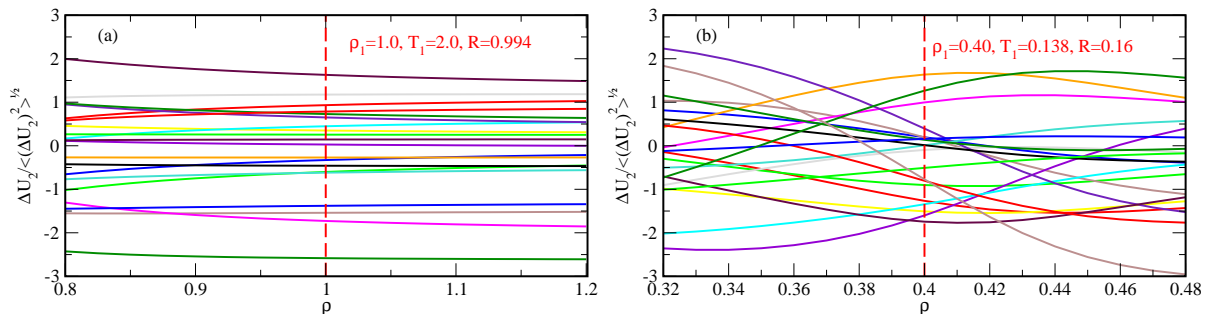 3
2
1
0
-1
-2
-3
ΔU₂/<(ΔU₂)²>^½
(a)
ρ₁=1.0, T₁=2.0, R=0.994
0.8 0.9 1 1.1 1.2
ρ
3
2
1
0
-1
-2
-3
ΔU₂/<(ΔU₂)²>^½
(b)
ρ₁=0.40, T₁=0.138, R=0.16
0.32 0.34 0.36 0.38 0.4 0.42 0.44 0.46 0.48
ρ